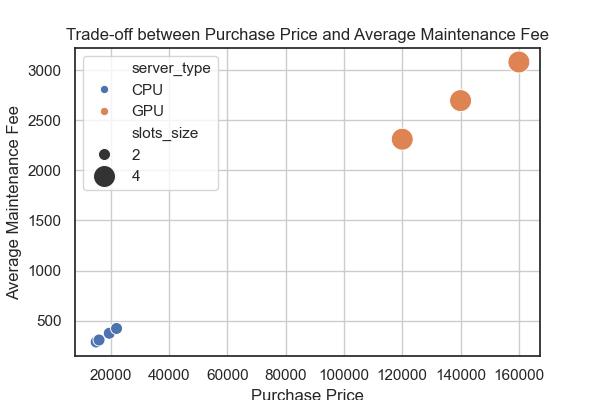 Trade-off between Purchase Price and Average Maintenance Fee
Average Maintenance Fee
3000
2500
2000
1500
1000
500
server_type
CPU
GPU
slots_size
2
4
20000 40000 60000 80000 100000 120000 140000 160000
Purchase Price